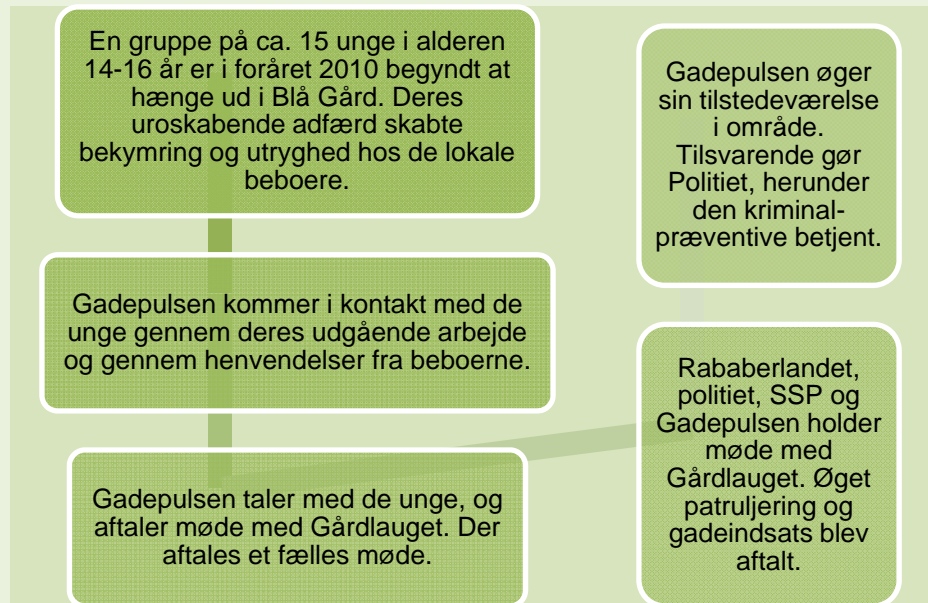 En gruppe på ca. 15 unge i alderen
14-16 år er i foråret 2010 begyndt at
hænge ud i Blå Gård. Deres
uroskabende adfærd skabte
bekymring og utryghed hos de lokale
beboere.
Gadepulsen kommer i kontakt med de
unge gennem deres udgående arbejde
og gennem henvendelser fra beboerne.
Gadepulsen taler med de unge, og
aftaler møde med Gårdlauget. Der
aftales et fælles møde.
Rababerlandet,
politiet, SSP og
Gadepulsen holder
møde med
Gårdlauget. Øget
patruljering og
gadeindsats blev
aftalt.
Gadepulsen øger
sin tilstedeværelse
i område.
Tilsvarende gør
Politiet, herunder
den kriminal-
præventive betjent.